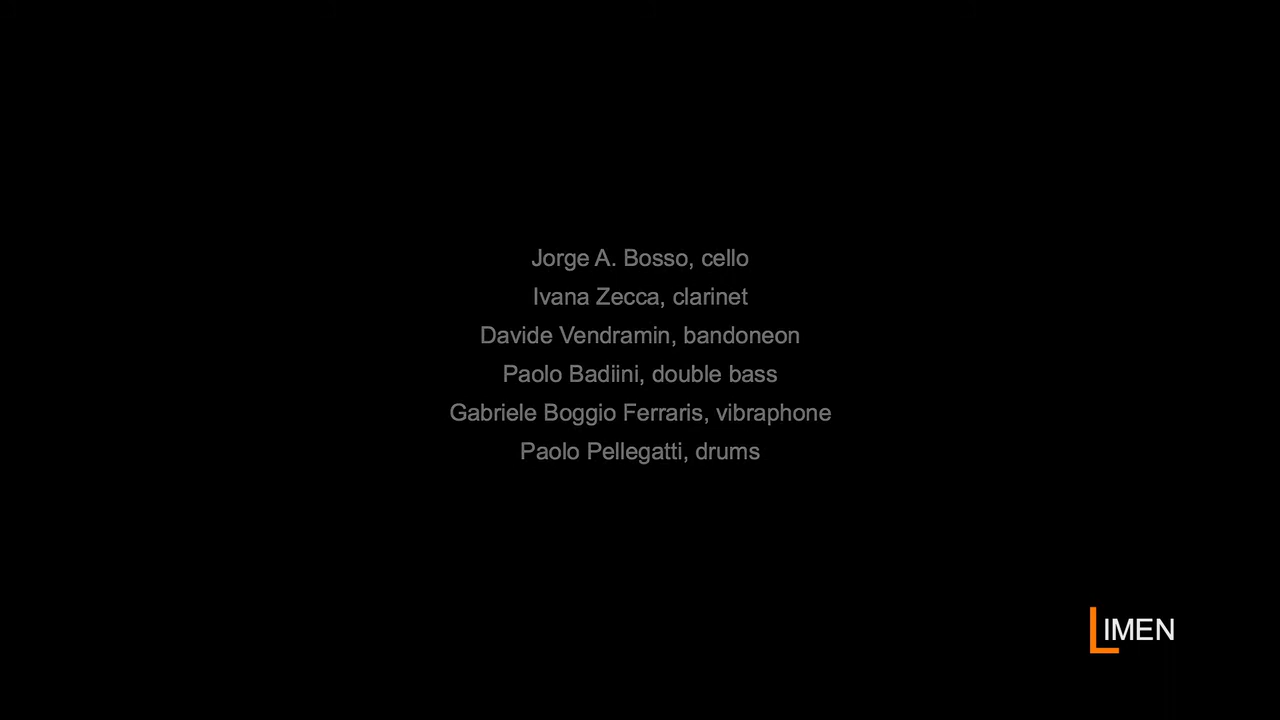 Jorge A. Bosso, cello
Ivana Zecca, clarinet
Davide Vendramin, bandoneon
Paolo Badiini, double bass
Gabriele Boggio Ferraris, vibraphone
Paolo Pellegatti, drums
LIMEN